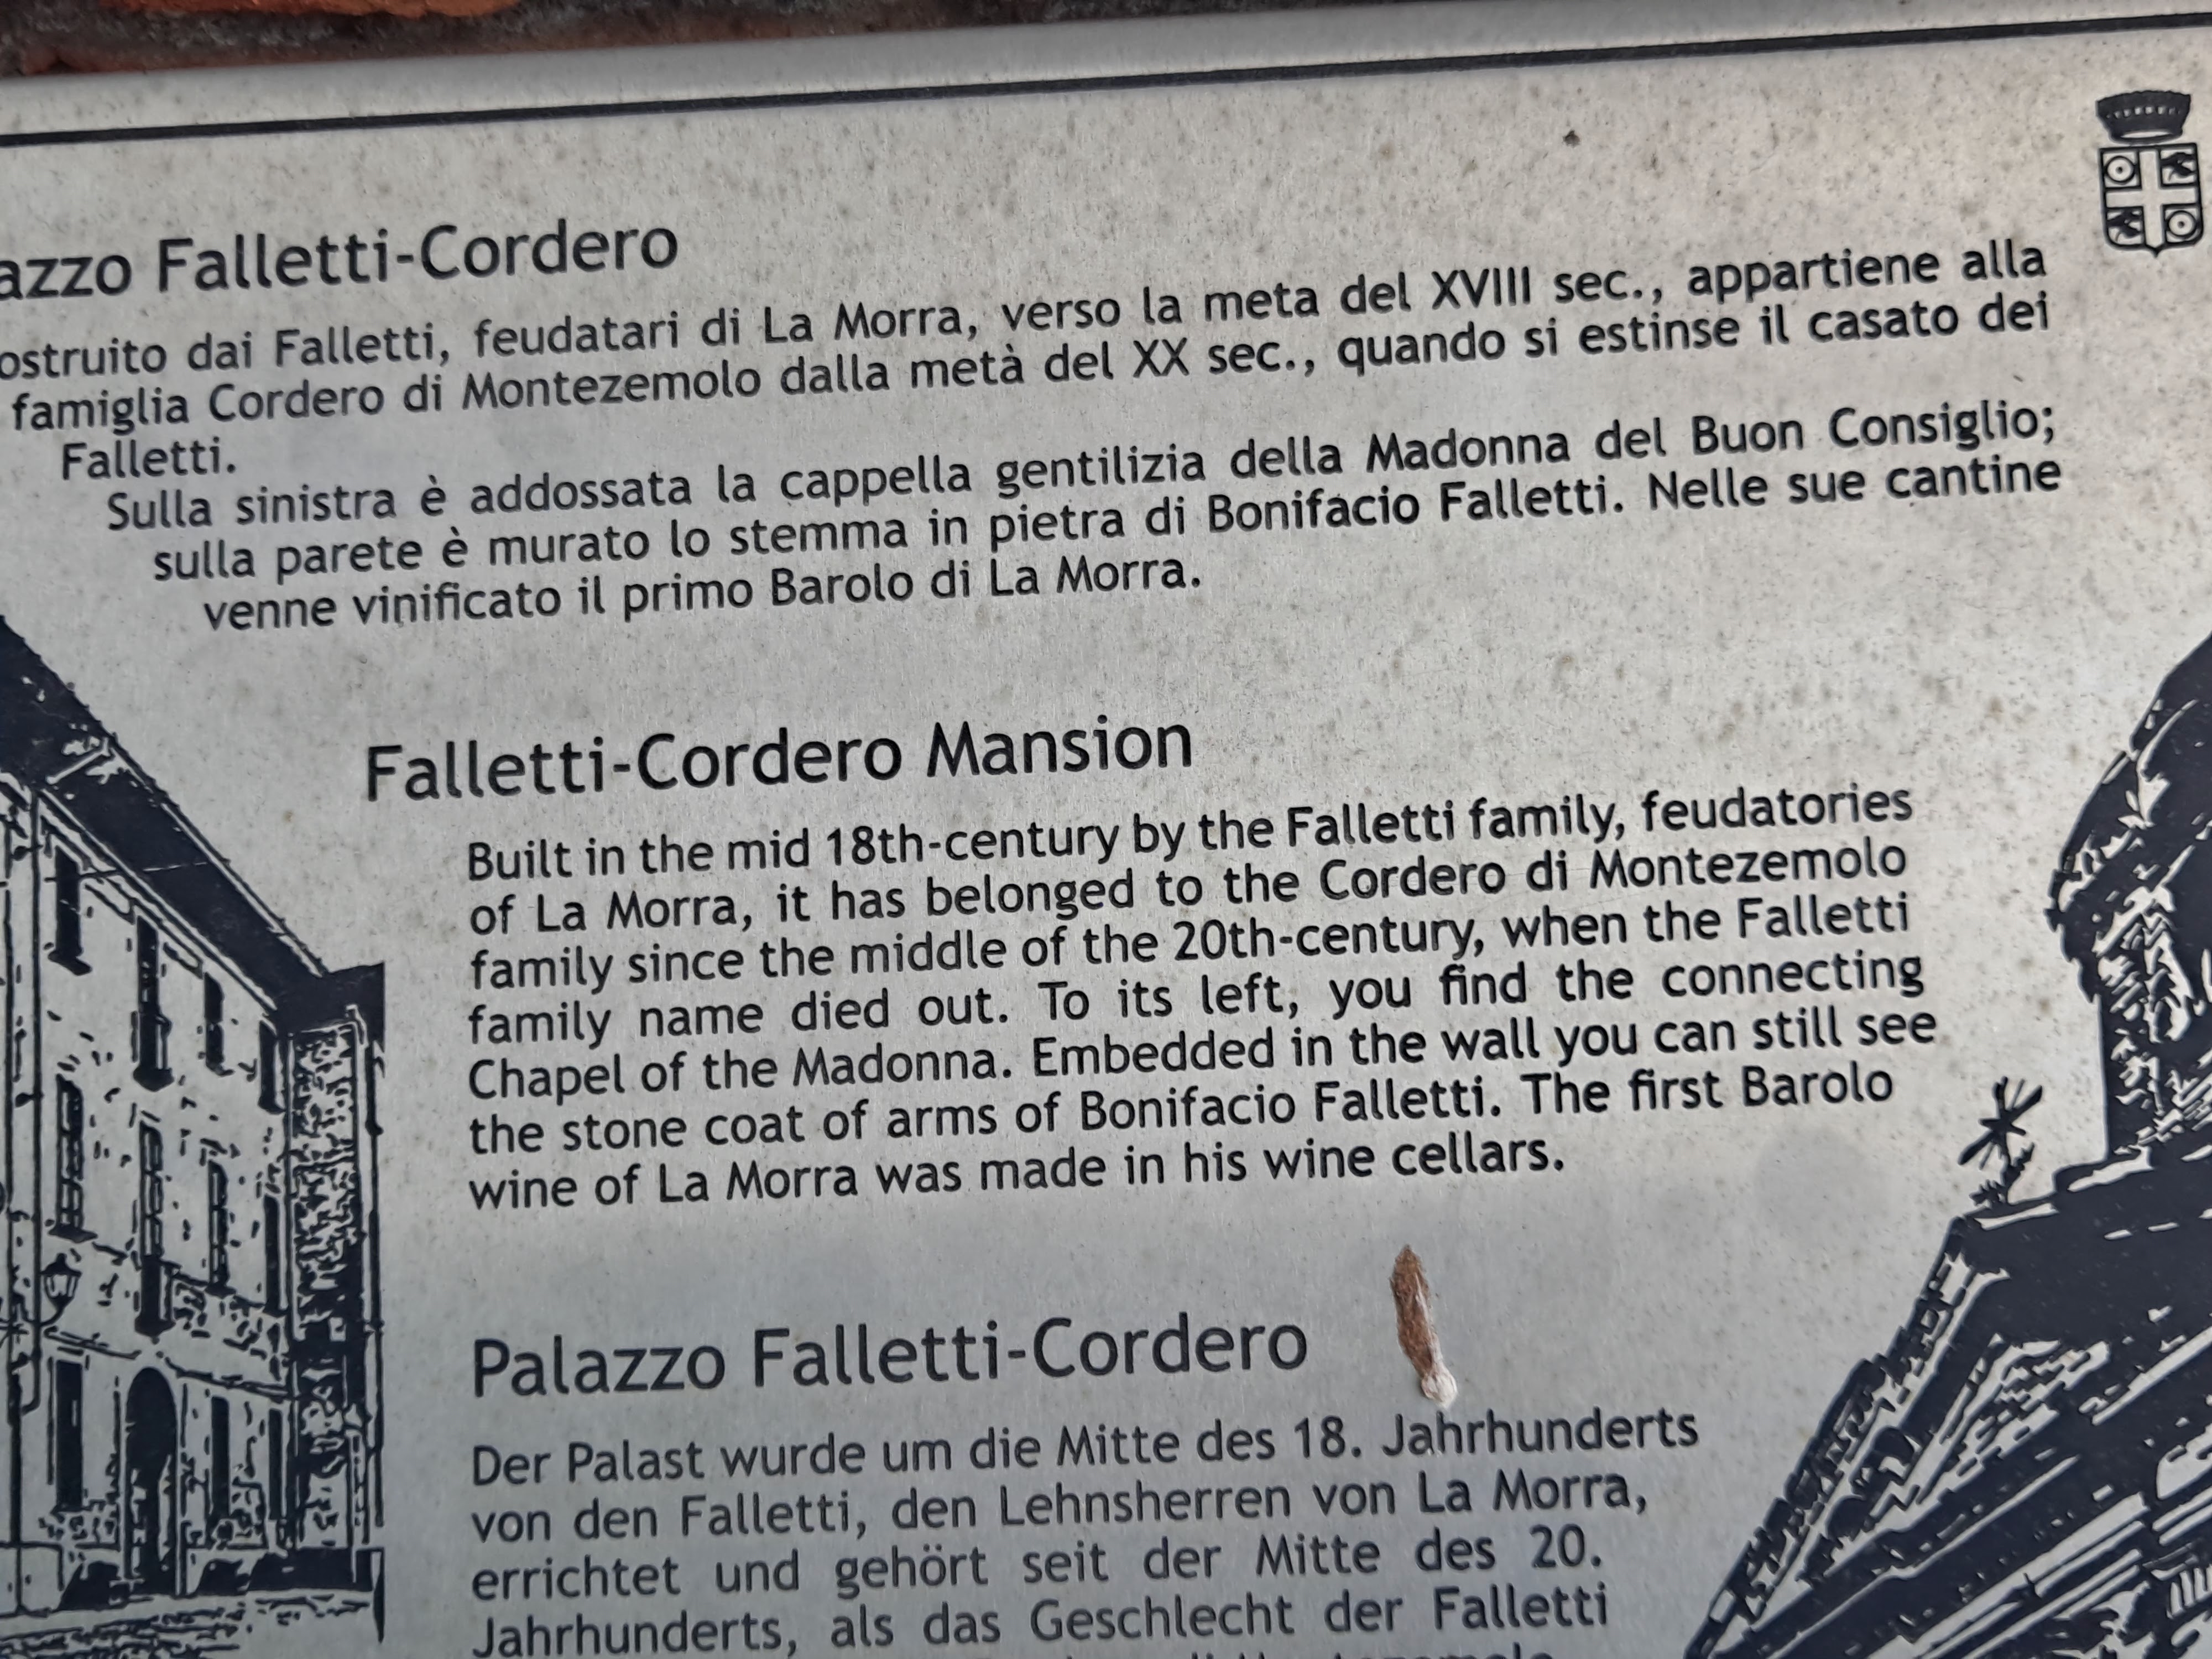 azzo Falletti-Cordero
ostruito dai Falletti, feudatari di La Morra, verso la meta del XVIII sec., appartiene alla
famiglia Cordero di Montezemolo dalla metà del XX sec., quando si estinse il casato dei
Falletti.
Sulla sinistra è addossata la cappella gentilizia della Madonna del Buon Consiglio;
sulla parete è murato lo stemma in pietra di Bonifacio Falletti. Nelle sue cantine
venne vinificato il primo Barolo di La Morra.
Falletti-Cordero Mansion
Built in the mid 18th-century by the Falletti family, feudatories
of La Morra, it has belonged to the Cordero di Montezemolo
family since the middle of the 20th-century, when the Falletti
family name died out. To its left, you find the connecting
Chapel of the Madonna. Embedded in the wall you can still see
the stone coat of arms of Bonifacio Falletti. The first Barolo
wine of La Morra was made in his wine cellars.
Palazzo Falletti-Cordero
Der Palast wurde um die Mitte des 18. Jahrhunderts
von den Falletti, den Lehnsherren von La Morra,
errichtet und gehört seit der Mitte des 20.
Jahrhunderts, als das Geschlecht der Falletti